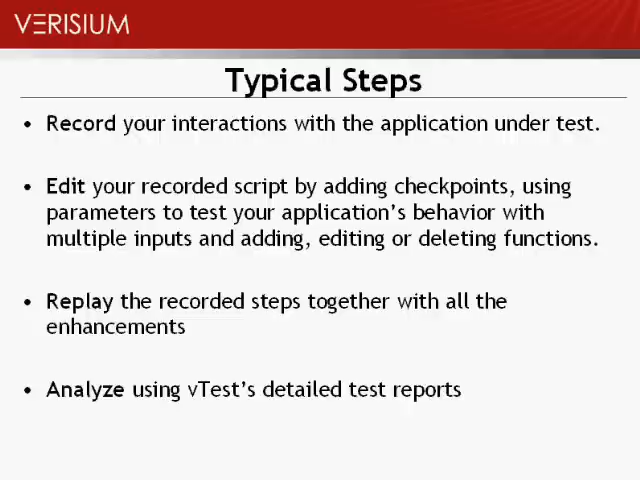 VERISIUM
Typical Steps
• Record your interactions with the application under test.
• Edit your recorded script by adding checkpoints, using
parameters to test your application's behavior with
multiple inputs and adding, editing or deleting functions.
• Replay the recorded steps together with all the
enhancements
• Analyze using vTest's detailed test reports